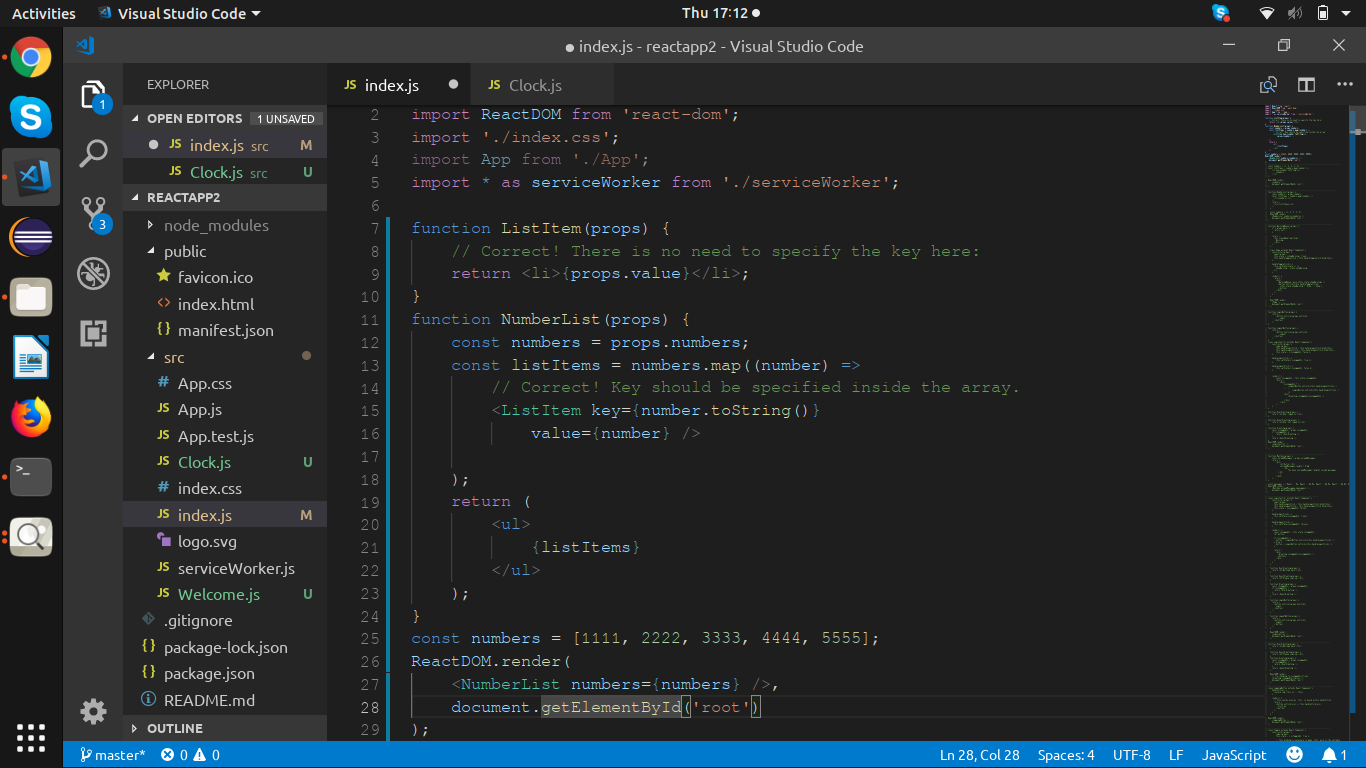 Activities Visual Studio Code Thu 17:12
index.js - reactapp2 - Visual Studio Code
EXPLORER
OPEN EDITORS 1 UNSAVED
JS index.js src M
JS Clock.js src U
REACTAPP2
node_modules
public
favicon.ico
<> index.html
{} manifest.json
src
# App.css
JS App.js
JS App.test.js
JS Clock.js U
# index.css
JS index.js M
logo.svg
JS serviceWorker.js
JS Welcome.js U
.gitignore
{} package-lock.json
{} package.json
README.md
OUTLINE
1
3
JS index.js JS Clock.js
2 import ReactDOM from 'react-dom';
3 import './index.css';
4 import App from './App';
5 import * as serviceWorker from './serviceWorker';
6
7 function ListItem(props) {
8 // Correct! There is no need to specify the key here:
9 return <li>{props.value}</li>;
10 }
11 function NumberList(props) {
12 const numbers = props.numbers;
13 const listItems = numbers.map((number) =>
14 // Correct! Key should be specified inside the array.
15 <ListItem key={number.toString()}
16 value={number} />
17
18 );
19 return (
20 <ul>
21 {listItems}
22 </ul>
23 );
24 }
25 const numbers = [1111, 2222, 3333, 4444, 5555];
26 ReactDOM.render(
27 <NumberList numbers={numbers} />,
28 document.getElementById('root')
29 );
master* 0 0 Ln 28, Col 28 Spaces: 4 UTF-8 LF JavaScript 1